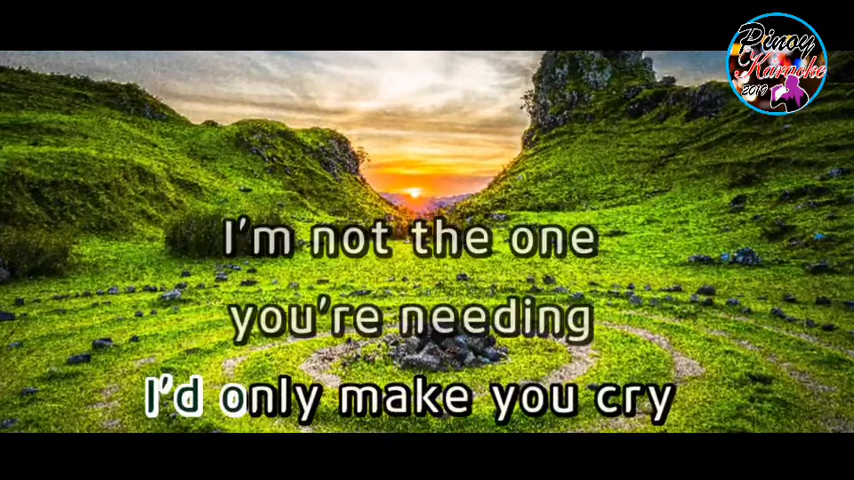 Pinoy
Karaoke
2019
I'm not the one
you're needing
I'd only make you cry